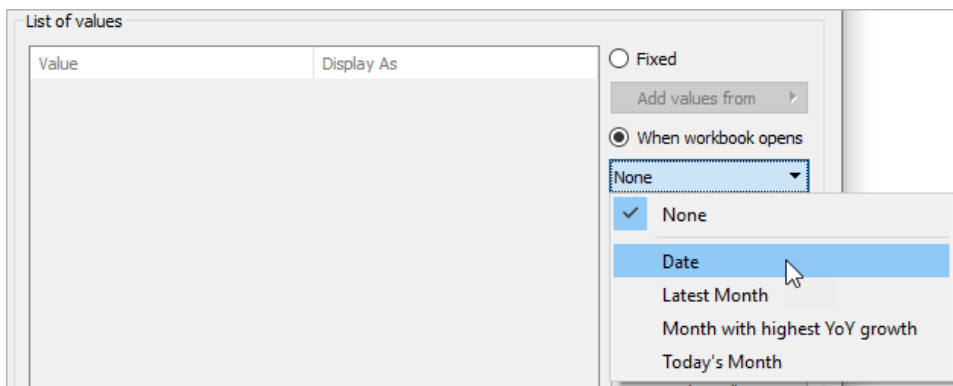 List of values
Value
Display As
Fixed
Add values from
When workbook opens
None
None
Date
Latest Month
Month with highest YoY growth
Today's Month